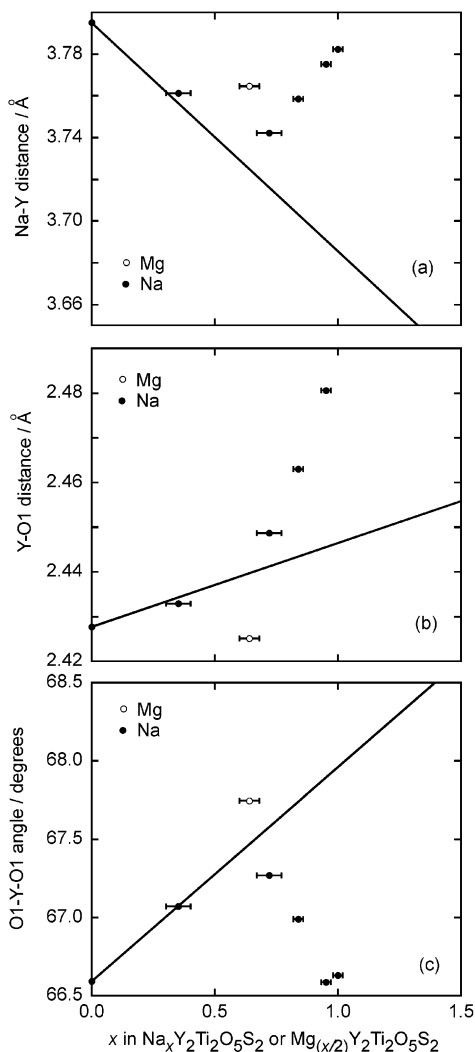 3.78
3.74
3.70
3.66
Na-Y distance / Å
Mg
Na
(a)
2.48
2.46
2.44
2.42
Y-O1 distance / Å
Mg
Na
(b)
68.5
68.0
67.5
67.0
66.5
O1-Y-O1 angle / degrees
Mg
Na
(c)
0.0 0.5 1.0 1.5
x in NaₓY₂Ti₂O₅S₂ or Mg₍ₓ/₂₎Y₂Ti₂O₅S₂